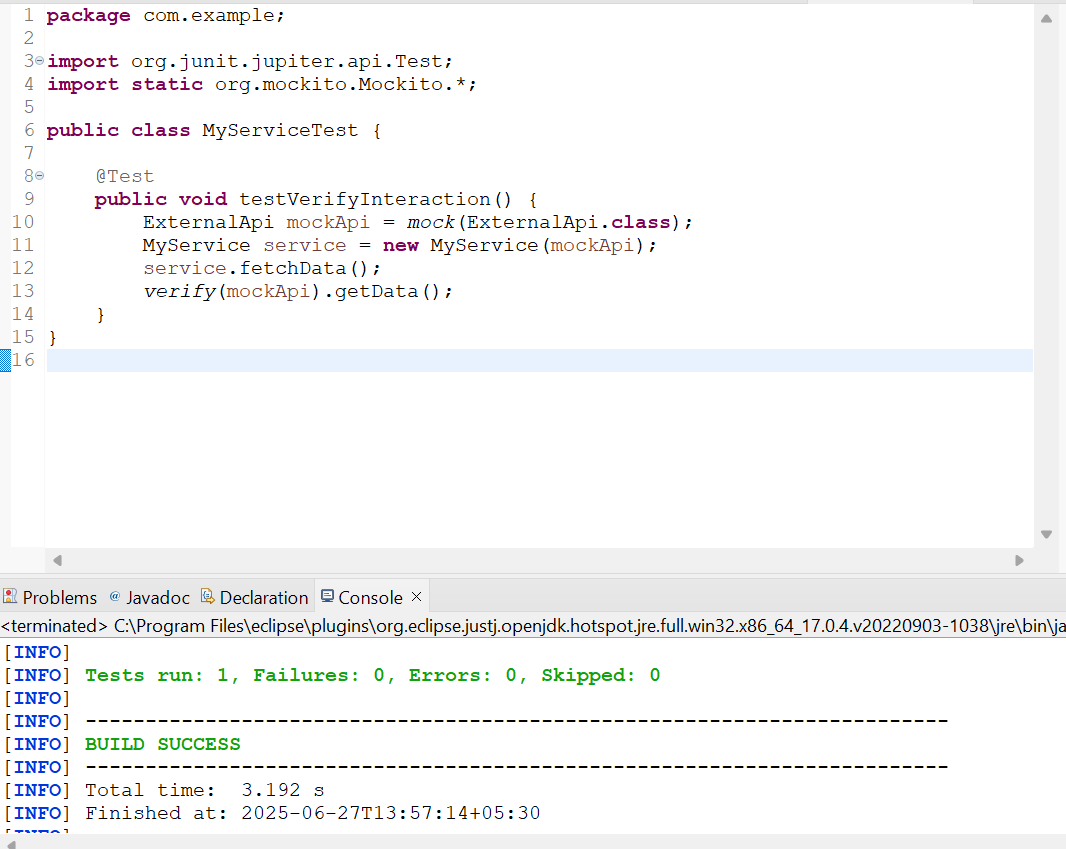 1 package com.example;
2
3 import org.junit.jupiter.api.Test;
4 import static org.mockito.Mockito.*;
5
6 public class MyServiceTest {
7
8     @Test
9     public void testVerifyInteraction() {
10         ExternalApi mockApi = mock(ExternalApi.class);
11         MyService service = new MyService(mockApi);
12         service.fetchData();
13         verify(mockApi).getData();
14     }
15 }
16
Problems @ Javadoc Declaration Console
<terminated> C:\Program Files\eclipse\plugins\org.eclipse.justj.openjdk.hotspot.jre.full.win32.x86_64_17.0.4.v20220903-1038\jre\bin\ja
[INFO]
[INFO] Tests run: 1, Failures: 0, Errors: 0, Skipped: 0
[INFO]
[INFO] ------------------------------------------------------------------------
[INFO] BUILD SUCCESS
[INFO] ------------------------------------------------------------------------
[INFO] Total time:  3.192 s
[INFO] Finished at: 2025-06-27T13:57:14+05:30
[INFO]